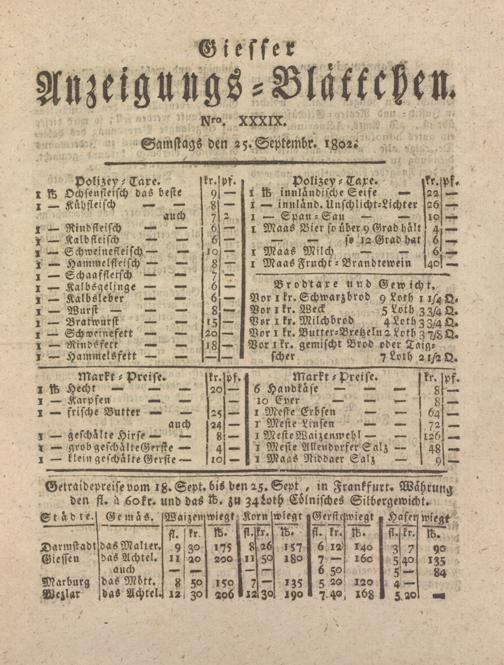 Giesser
Anzeigungs-Blättchen.
Nro. XXXIX.
Samstags den 25. Septembr. 1802.
Polizey-Taxe. kr. pf.
1 ℔ Ochsenfleisch das beste 9 —
1 — Kühfleisch — 8 —
auch 7 2
1 — Rindfleisch — 6 —
1 — Kalbfleisch — 6 —
1 — Schweinefleisch — 10 —
1 — Hammelfleisch — 8 —
1 — Schaaffleisch — 7 —
1 — Kalbsgelinge — 6 —
1 — Kalbsleber — 6 —
1 — Wurst — — 8 —
1 — Bratwurst — 15 —
1 — Schweinefett — 20 —
1 — Rindsfett — 18 —
1 — Hammelsfett — — —
Polizey-Taxe. kr. pf.
1 ℔ innländische Seife — 22 —
1 — innländ. Unschlicht-Lichter 26 —
1 — Span-Sau — — 10 —
1 Maas Bier so über 9 Grad hält 4 —
— — so 12 Grad hat 6 —
1 Maas Milch — — 6 —
1 Maas Frucht-Brandtewein 40 —
Brodtaxe und Gewicht.
Vor 1 kr. Schwarzbrod 9 Loth 1 1/4 Q.
Vor 1 kr. Weck 5 Loth 3 3/4 Q.
Vor 1 kr. Milchbrod 4 Loth 3 3/4 Q.
Vor 1 kr. Butter-Bretzeln 2 Loth 3 7/8 Q.
Vor 1 kr. gemischt Brod oder Taig-
scher 7 Loth 2 1/2 Q.
Markt-Preise. kr. pf.
1 ℔ Hecht — — 20 —
1 — Karpfen — — —
1 — frische Butter — 25 —
auch 24 —
1 — geschälte Hirse — 8 —
1 — grob geschälte Gerste — 4 —
1 — klein geschälte Gerste — 10 —
Markt-Preise. kr. pf.
6 Handkäse — — 8 —
10 Eyer — — 8 —
1 Meste Erbsen — 64 —
1 Meste Linsen — 72 —
1 Meste Waizenmehl — 126 —
1 Meste Allendorfer Salz — 48 —
1 Maas Niddaer Salz 9 —
Getraidepreise vom 18. Sept. bis den 25. Sept, in Frankfurt. Währung
den fl. à 60 kr. und das ℔. zu 34 Loth Cölnisches Silbergewicht.
Städte. Gemäs. Waizen wiegt Korn wiegt Gerst wiegt Hafer wiegt
fl. kr. ℔. fl. kr. ℔. fl. kr. ℔. fl. kr. ℔.
Darmstadt das Malter. 9 30 175 8 26 157 6 12 140 3 7 90
Giessen das Achtel. 11 20 200 11 50 180 7 — 160 5 40 135
auch — — — — 6 50 5 — 84
Marburg das Mött. 8 50 150 7 — 135 5 20 120 4 —
Wezlar das Achtel. 12 30 206 12 30 190 7 40 168 5 20 —